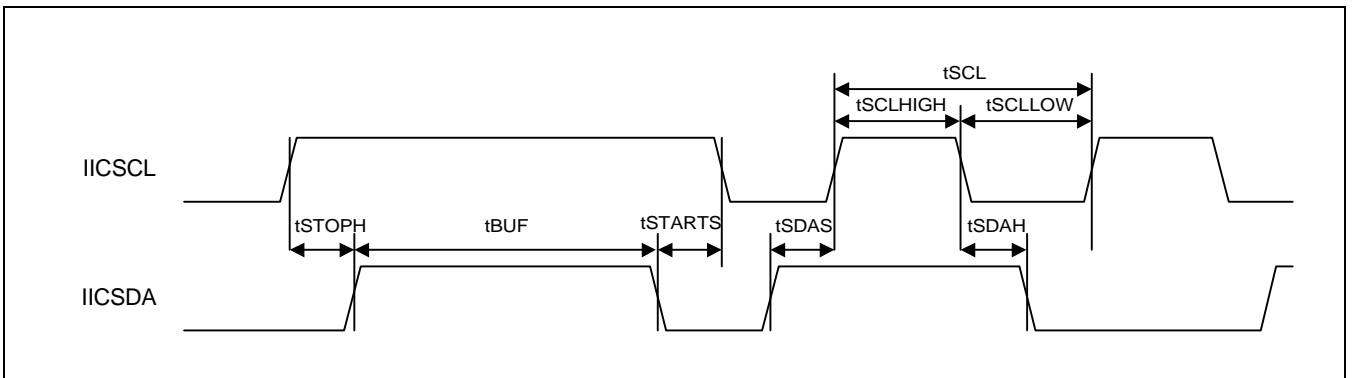 tSCL
tSCLHIGH tSCLLOW
IICSCL
tSTOPH tBUF tSTARTS tSDAS tSDAH
IICSDA